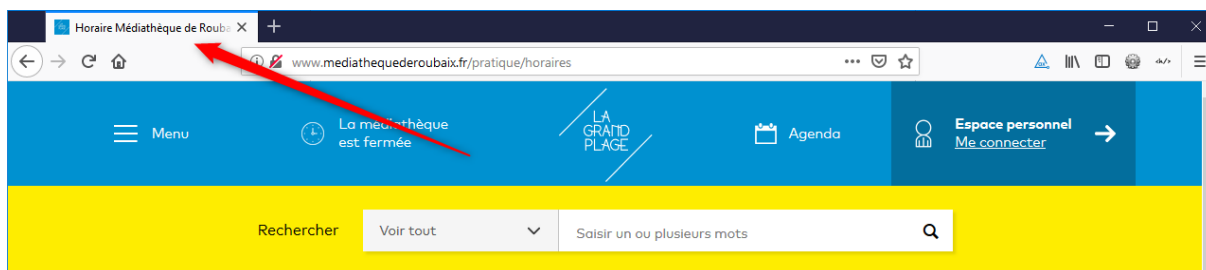 Horaire Médiathèque de Rouba
www.mediathequederoubaix.fr/pratique/horaires
Menu
La médiathèque
est fermée
LA
GRAND
PLAGE
Agenda
Espace personnel
Me connecter
Rechercher
Voir tout
Saisir un ou plusieurs mots